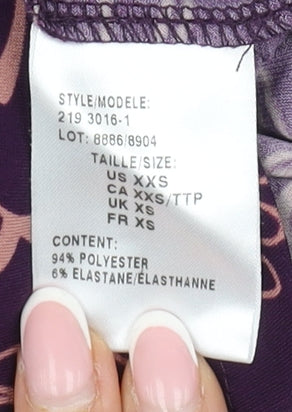 STYLE/MODELE:
219 3016-1
LOT: 8886/8904
TAILLE/SIZE:
US XXS
CA XXS/TTP
UK XS
FR XS
CONTENT:
94% POLYESTER
6% ELASTANE/ELASTHANNE